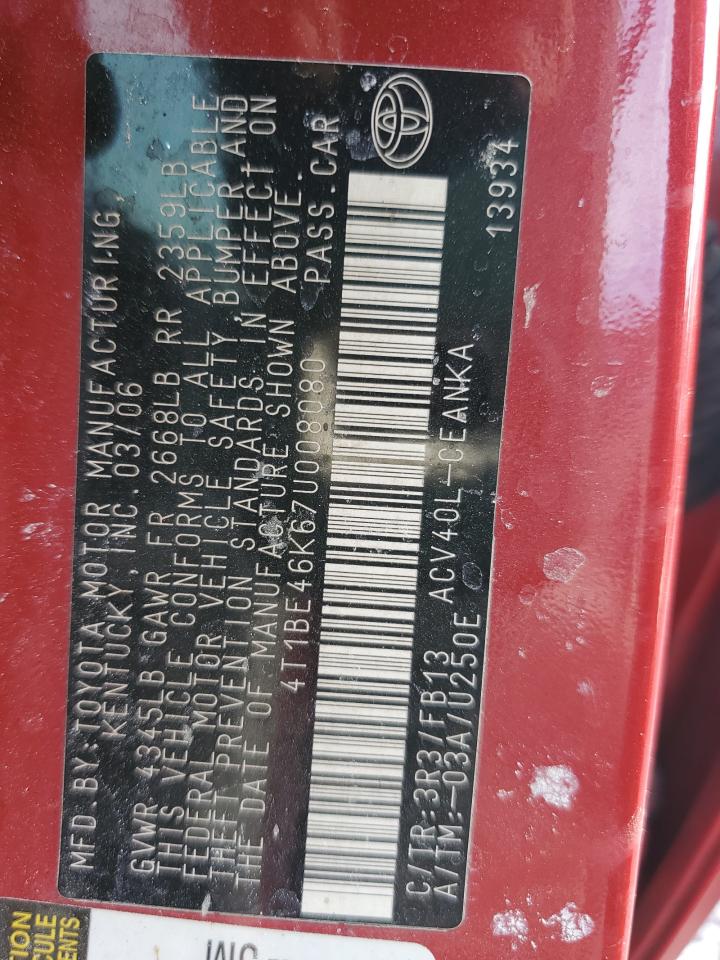 MFD.BY:TOYOTA MOTOR MANUFACTURING,
KENTUCKY, INC.03/06
GVWR 4345LB GAWR FR 2668LB RR 2359LB
THIS VEHICLE CONFORMS TO ALL APPLICABLE
FEDERAL MOTOR VEHICLE SAFETY, BUMPER, AND
THEFT PREVENTION STANDARDS IN EFFECT ON
THE DATE OF MANUFACTURE SHOWN ABOVE.
4T1BE46K67U008080 PASS.CAR
C/TR:3R3/FB13
A/TM:-03A/U250E ACV40L-CEANKA 13934